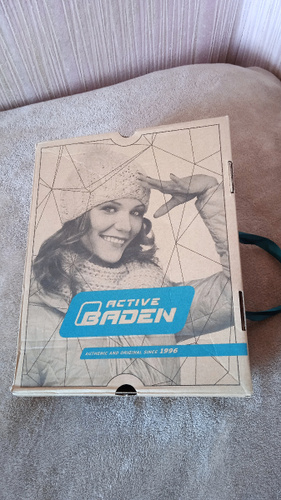 ACTIVE
BADEN
AUTHENTIC AND ORIGINAL SINCE 1996